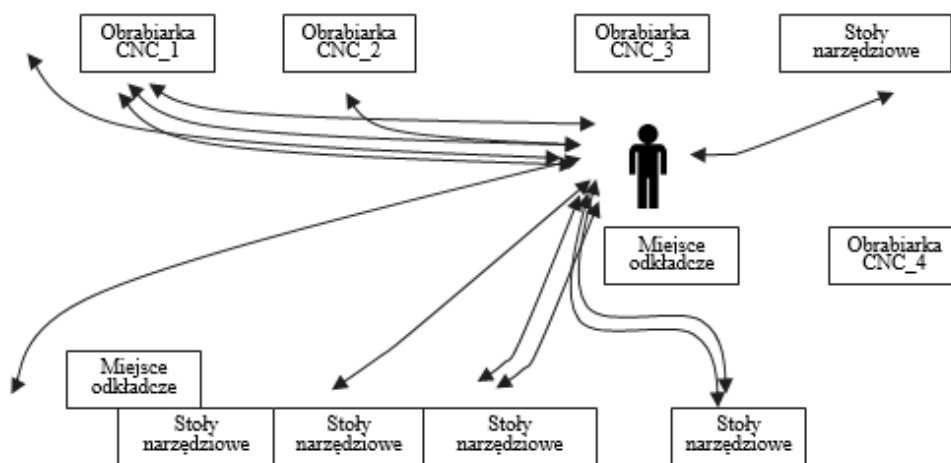 Obrabiarka
CNC_1
Obrabiarka
CNC_2
Obrabiarka
CNC_3
Stoły
narzędziowe
Miejsce
odkładcze
Obrabiarka
CNC_4
Miejsce
odkładcze
Stoły
narzędziowe
Stoły
narzędziowe
Stoły
narzędziowe
Stoły
narzędziowe